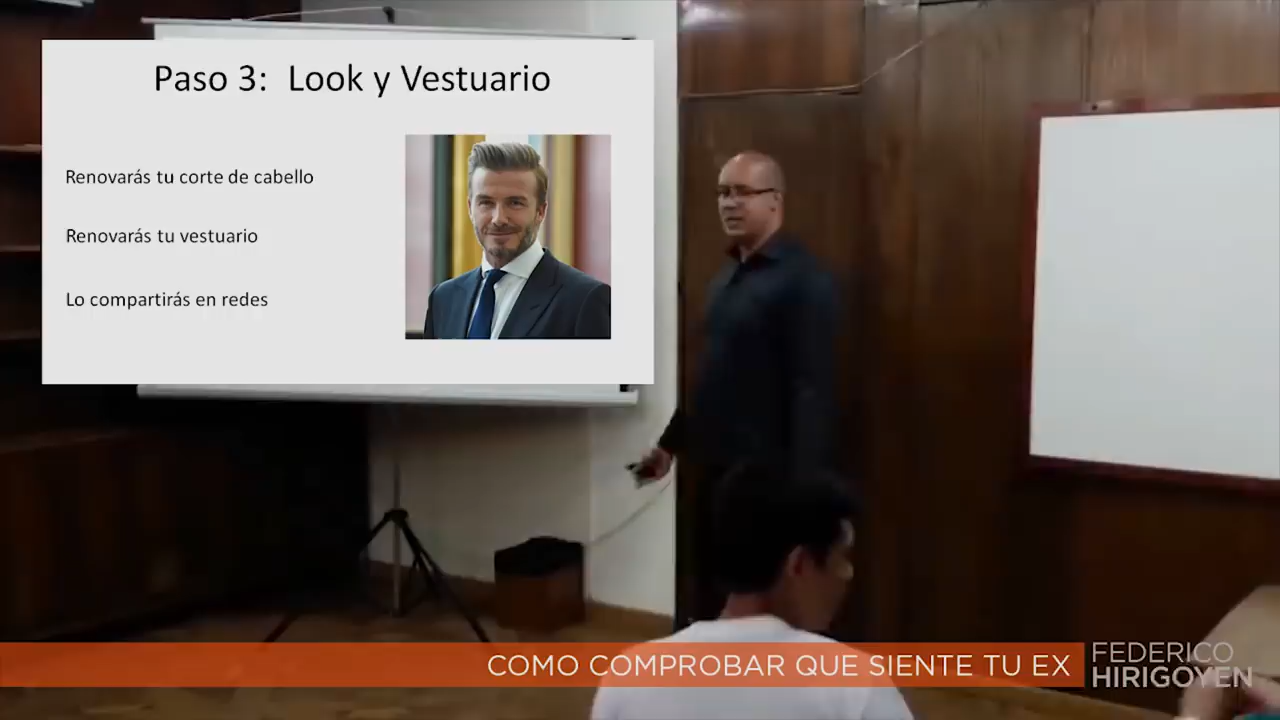 Paso 3:  Look y Vestuario
Renovarás tu corte de cabello
Renovarás tu vestuario
Lo compartirás en redes
COMO COMPROBAR QUE SIENTE TU EX
FEDERICO
HIRIGOYEN